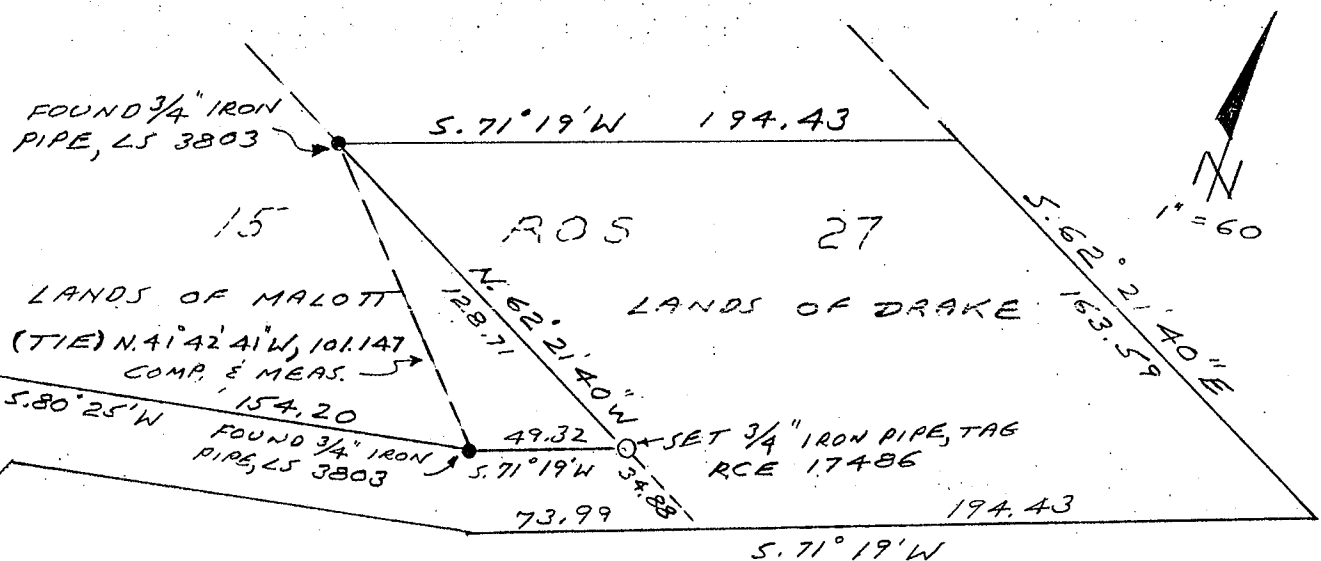 FOUND 3/4" IRON
PIPE, LS 3803
S.71°19'W 194.43
N
1"=60
15
ROS 27
LANDS OF MALOTT
LANDS OF DRAKE
(TIE) N.41°42'41"W, 101.147
COMP. & MEAS.
N.62°21'40"W
128.71
S.62°21'40"E
163.59
S.80°25'W
154.20
FOUND 3/4" IRON
PIPE, LS 3803
49.32
S.71°19'W
SET 3/4" IRON PIPE, TAG
RCE 17486
34.88
73.99
194.43
S.71°19'W